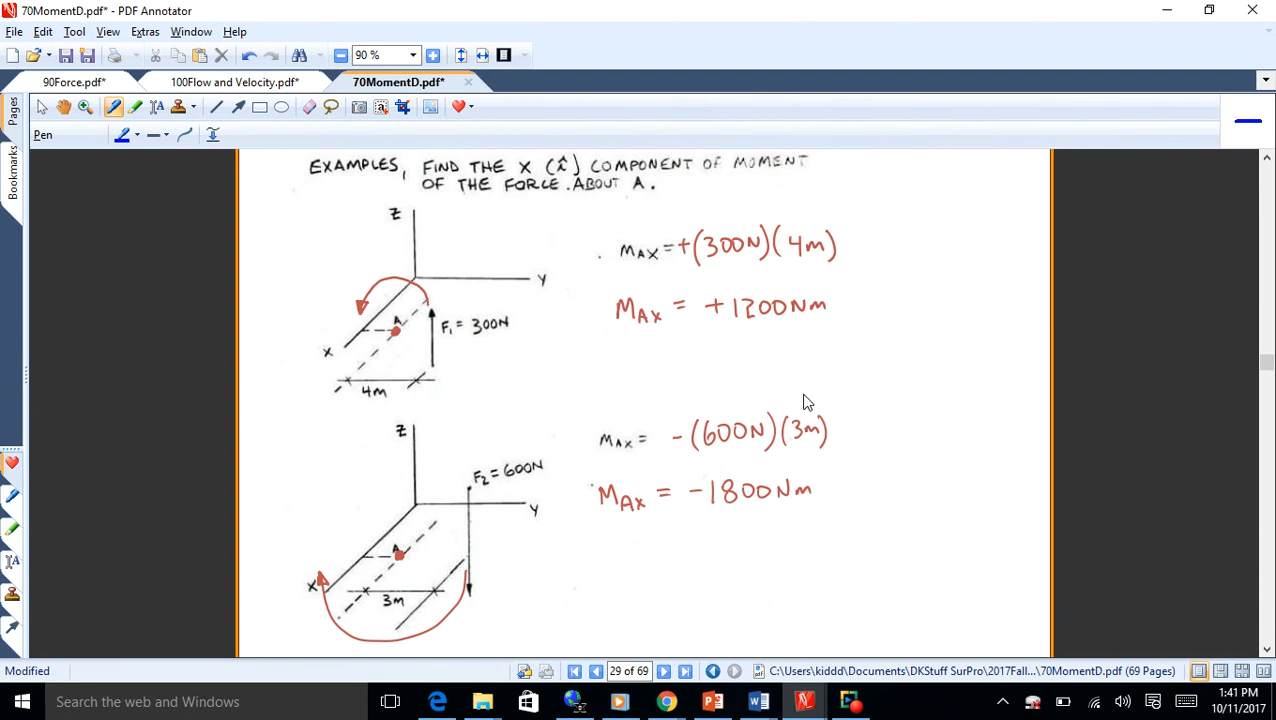 70MomentD.pdf* - PDF Annotator
File Edit Tool View Extras Window Help
90 %
90Force.pdf* 100Flow and Velocity.pdf* 70MomentD.pdf*
Pen
Pages
Bookmarks
EXAMPLES, FIND THE X (î) COMPONENT OF MOMENT
OF THE FORCE. ABOUT A.
Z
Y
X
A
F1 = 300N
4m
MAX = +(300N)(4m)
MAX = +1200Nm
Z
Y
X
A
F2 = 600N
3m
MAX = -(600N)(3m)
MAX = -1800Nm
Modified
29 of 69
C:\Users\kiddd\Documents\DKStuff SurPro\2017Fall...\70MomentD.pdf (69 Pages)
Search the web and Windows
1:41 PM
10/11/2017